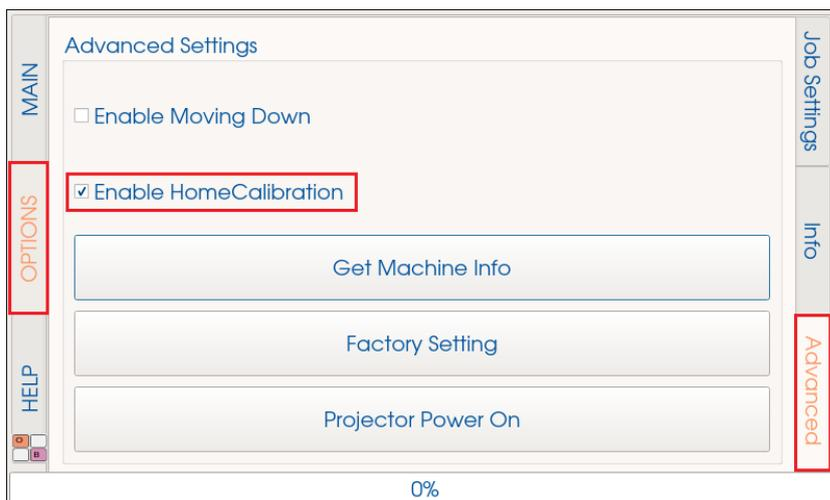 Advanced Settings
MAIN
OPTIONS
HELP
Enable Moving Down
Enable HomeCalibration
Get Machine Info
Factory Setting
Projector Power On
Job Settings
Info
Advanced
O
B
0%